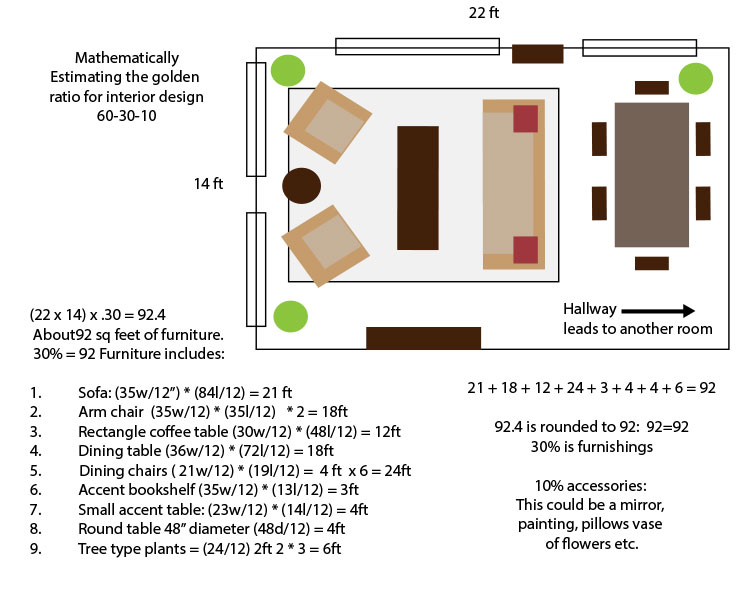 22 ft
Mathematically
Estimating the golden
ratio for interior design
60-30-10
14 ft
Hallway
leads to another room
(22 x 14) x .30 = 92.4
About92 sq feet of furniture.
30% = 92 Furniture includes:
1. Sofa: (35w/12”) * (84l/12) = 21 ft
2. Arm chair (35w/12) * (35l/12) * 2 = 18ft
3. Rectangle coffee table (30w/12) * (48l/12) = 12ft
4. Dining table (36w/12) * (72l/12) = 18ft
5. Dining chairs ( 21w/12) * (19l/12) = 4 ft x 6 = 24ft
6. Accent bookshelf (35w/12) * (13l/12) = 3ft
7. Small accent table: (23w/12) * (14l/12) = 4ft
8. Round table 48” diameter (48d/12) = 4ft
9. Tree type plants = (24/12) 2ft 2 * 3 = 6ft
21 + 18 + 12 + 24 + 3 + 4 + 4 + 6 = 92
92.4 is rounded to 92: 92=92
30% is furnishings
10% accessories:
This could be a mirror,
painting, pillows vase
of flowers etc.